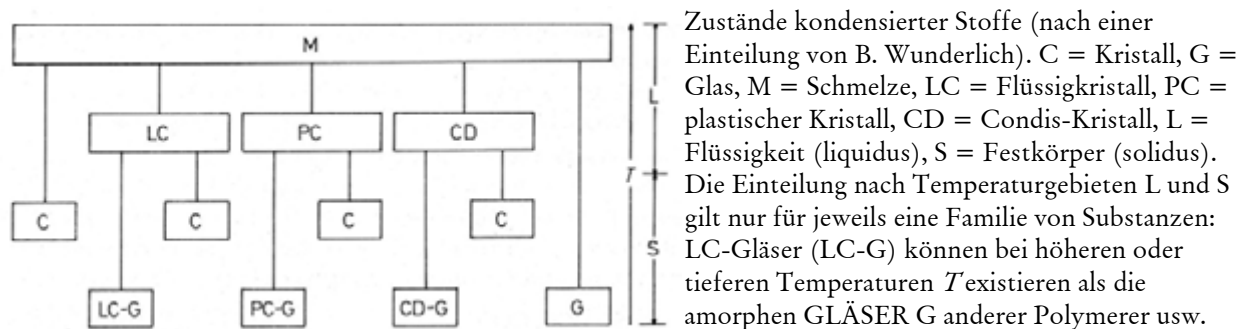 M
LC PC CD
L
T
C C C C
S
LC-G PC-G CD-G G
Zustände kondensierter Stoffe (nach einer
Einteilung von B. Wunderlich). C = Kristall, G =
Glas, M = Schmelze, LC = Flüssigkristall, PC =
plastischer Kristall, CD = Condis-Kristall, L =
Flüssigkeit (liquidus), S = Festkörper (solidus).
Die Einteilung nach Temperaturgebieten L und S
gilt nur für jeweils eine Familie von Substanzen:
LC-Gläser (LC-G) können bei höheren oder
tieferen Temperaturen T existieren als die
amorphen GLÄSER G anderer Polymerer usw.